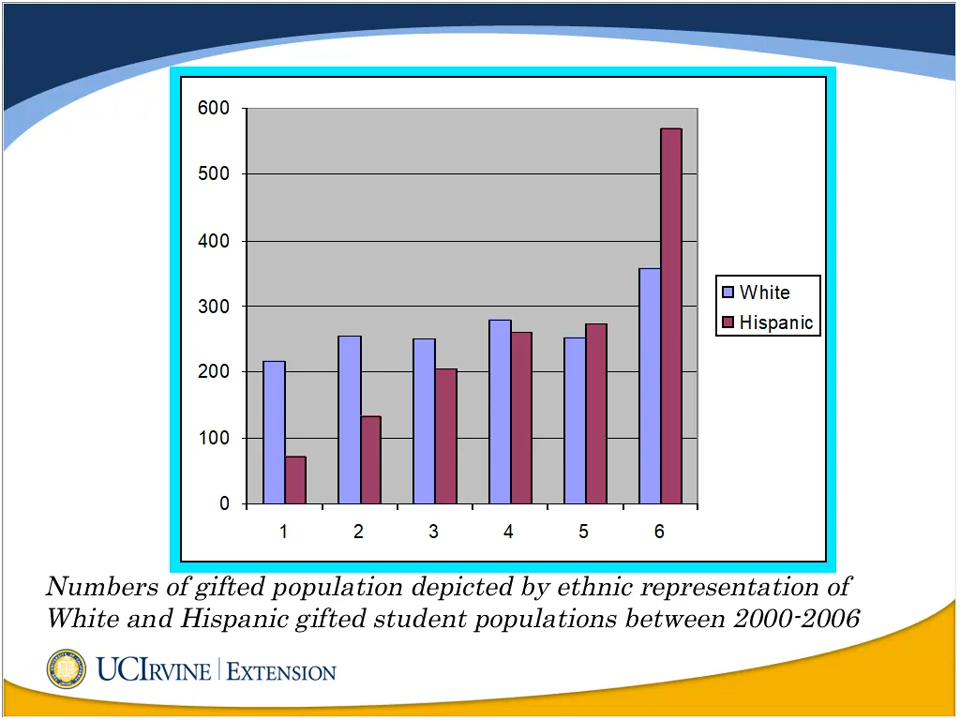 600
500
400
300
200
100
0
1 2 3 4 5 6
White
Hispanic
Numbers of gifted population depicted by ethnic representation of
White and Hispanic gifted student populations between 2000-2006
UCIRVINE | EXTENSION